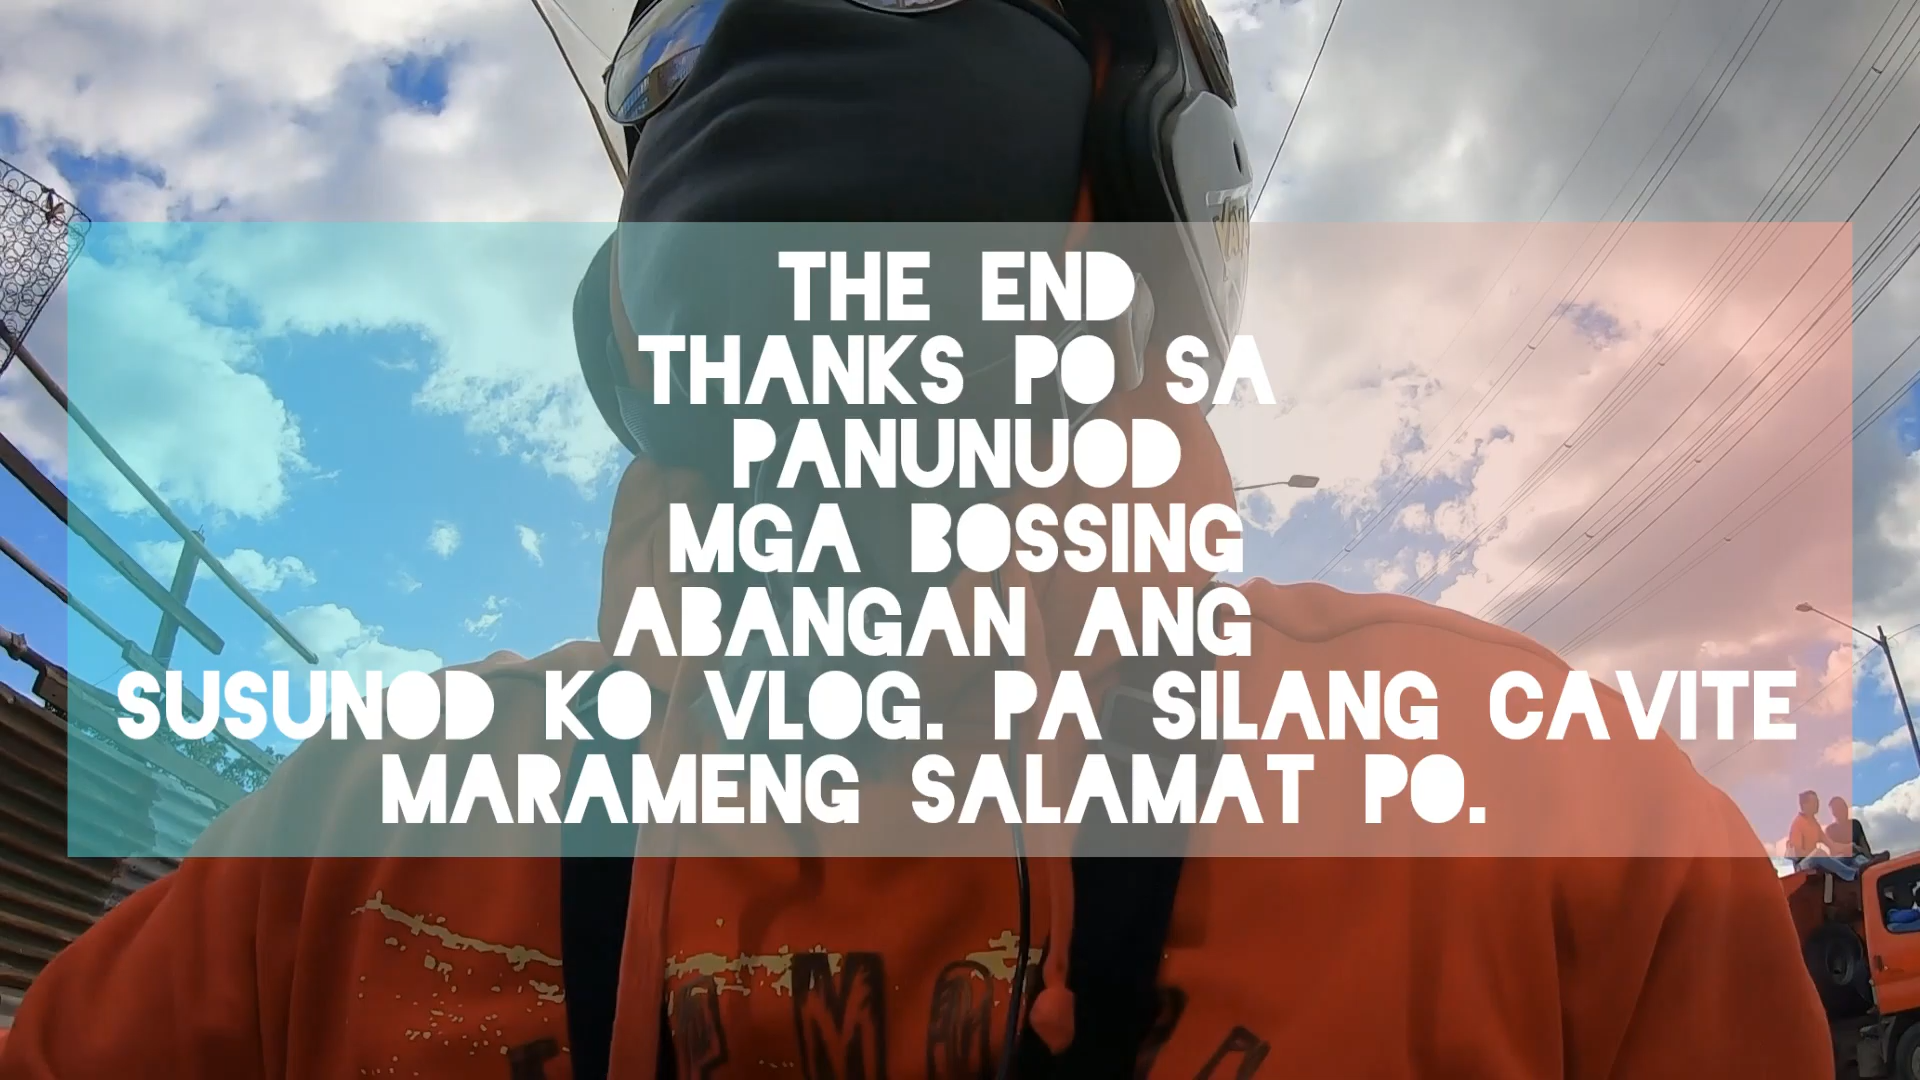 THE END
THANKS PO SA
PANUNUOD
MGA BOSSING
ABANGAN ANG
SUSUNOD KO VLOG. PA SILANG CAVITE
MARAMENG SALAMAT PO.